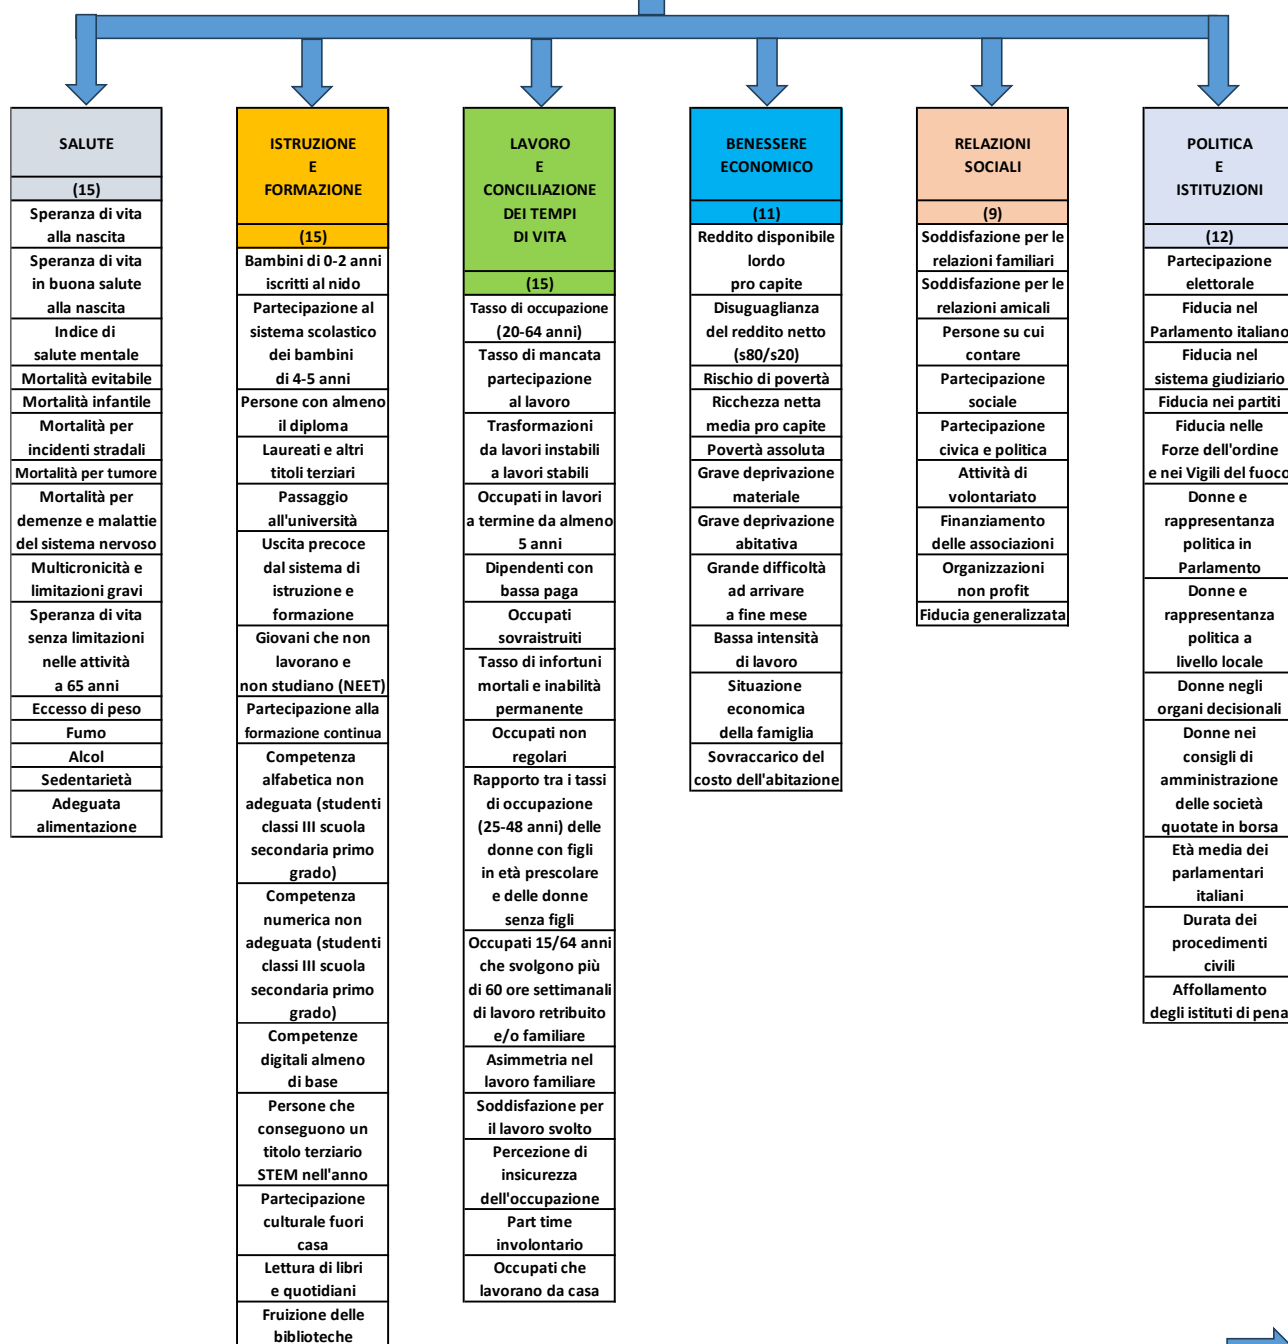 SALUTE
(15)
Speranza di vita
alla nascita
Speranza di vita
in buona salute
alla nascita
Indice di
salute mentale
Mortalità evitabile
Mortalità infantile
Mortalità per
incidenti stradali
Mortalità per tumore
Mortalità per
demenze e malattie
del sistema nervoso
Multicronicità e
limitazioni gravi
Speranza di vita
senza limitazioni
nelle attività
a 65 anni
Eccesso di peso
Fumo
Alcol
Sedentarietà
Adeguata
alimentazione
ISTRUZIONE
E
FORMAZIONE
(15)
Bambini di 0-2 anni
iscritti al nido
Partecipazione al
sistema scolastico
dei bambini
di 4-5 anni
Persone con almeno
il diploma
Laureati e altri
titoli terziari
Passaggio
all'università
Uscita precoce
dal sistema di
istruzione e
formazione
Giovani che non
lavorano e
non studiano (NEET)
Partecipazione alla
formazione continua
Competenza
alfabetica non
adeguata (studenti
classi III scuola
secondaria primo
grado)
Competenza
numerica non
adeguata (studenti
classi III scuola
secondaria primo
grado)
Competenze
digitali almeno
di base
Persone che
conseguono un
titolo terziario
STEM nell'anno
Partecipazione
culturale fuori
casa
Lettura di libri
e quotidiani
Fruizione delle
biblioteche
LAVORO
E
CONCILIAZIONE
DEI TEMPI
DI VITA
(15)
Tasso di occupazione
(20-64 anni)
Tasso di mancata
partecipazione
al lavoro
Trasformazioni
da lavori instabili
a lavori stabili
Occupati in lavori
a termine da almeno
5 anni
Dipendenti con
bassa paga
Occupati
sovraistruiti
Tasso di infortuni
mortali e inabilità
permanente
Occupati non
regolari
Rapporto tra i tassi
di occupazione
(25-48 anni) delle
donne con figli
in età prescolare
e delle donne
senza figli
Occupati 15/64 anni
che svolgono più
di 60 ore settimanali
di lavoro retribuito
e/o familiare
Asimmetria nel
lavoro familiare
Soddisfazione per
il lavoro svolto
Percezione di
insicurezza
dell'occupazione
Part time
involontario
Occupati che
lavorano da casa
BENESSERE
ECONOMICO
(11)
Reddito disponibile
lordo
pro capite
Disuguaglianza
del reddito netto
(s80/s20)
Rischio di povertà
Ricchezza netta
media pro capite
Povertà assoluta
Grave deprivazione
materiale
Grave deprivazione
abitativa
Grande difficoltà
ad arrivare
a fine mese
Bassa intensità
di lavoro
Situazione
economica
della famiglia
Sovraccarico del
costo dell'abitazione
RELAZIONI
SOCIALI
(9)
Soddisfazione per le
relazioni familiari
Soddisfazione per le
relazioni amicali
Persone su cui
contare
Partecipazione
sociale
Partecipazione
civica e politica
Attività di
volontariato
Finanziamento
delle associazioni
Organizzazioni
non profit
Fiducia generalizzata
POLITICA
E
ISTITUZIONI
(12)
Partecipazione
elettorale
Fiducia nel
Parlamento italiano
Fiducia nel
sistema giudiziario
Fiducia nei partiti
Fiducia nelle
Forze dell'ordine
e nei Vigili del fuoco
Donne e
rappresentanza
politica in
Parlamento
Donne e
rappresentanza
politica a
livello locale
Donne negli
organi decisionali
Donne nei
consigli di
amministrazione
delle società
quotate in borsa
Età media dei
parlamentari
italiani
Durata dei
procedimenti
civili
Affollamento
degli istituti di pena